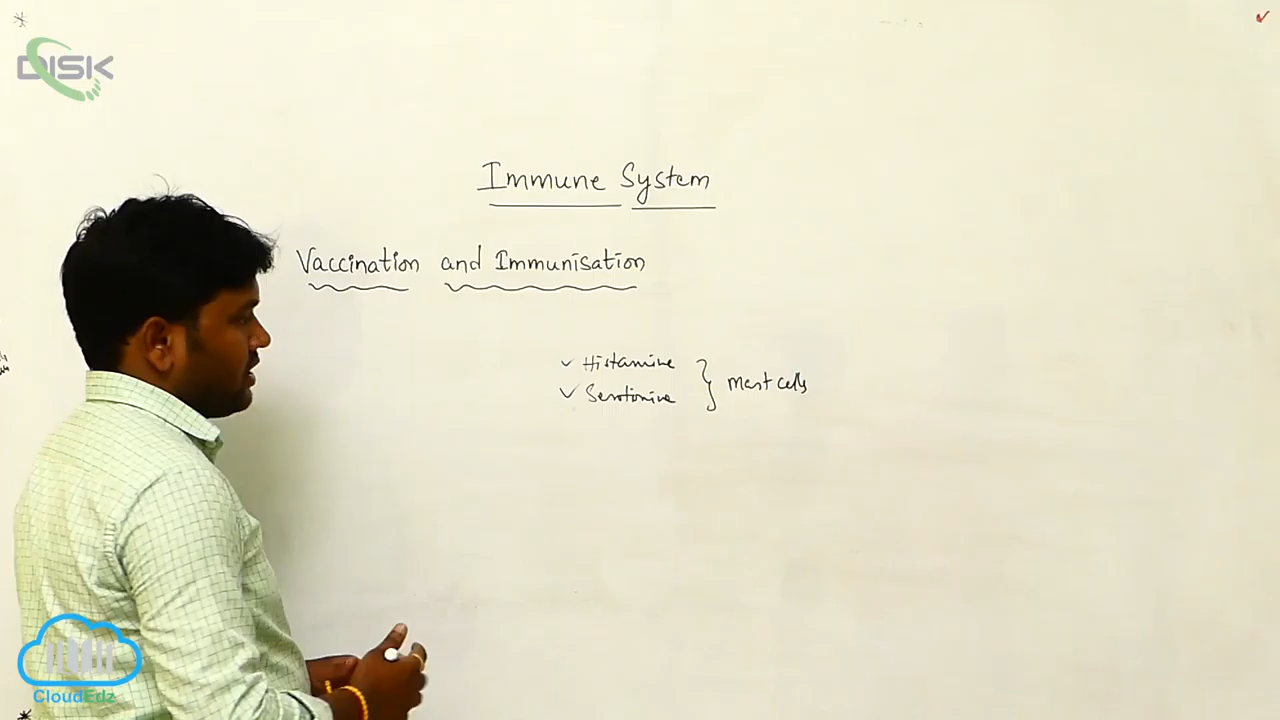 DISK
Immune System
Vaccination and Immunisation
✓ Histamine
✓ Serotonine
} Mast cells
CloudEdz